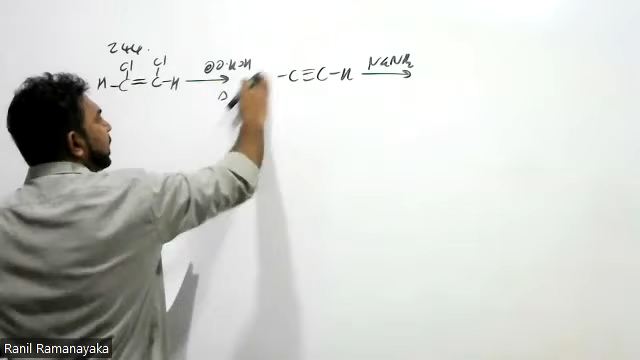 244.
Cl Cl
H-C=C-H → -C≡C-H NaNH2 →
Δ
Ranil Ramanayaka